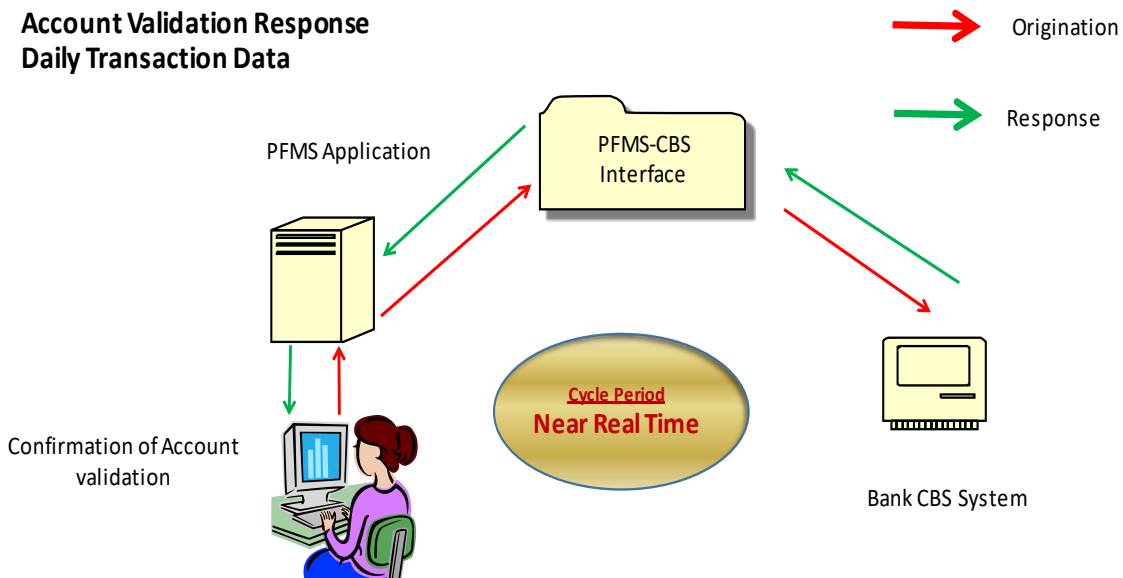 Account Validation Response
Daily Transaction Data
Origination
Response
PFMS Application
PFMS-CBS
Interface
Cycle Period
Near Real Time
Confirmation of Account
validation
Bank CBS System